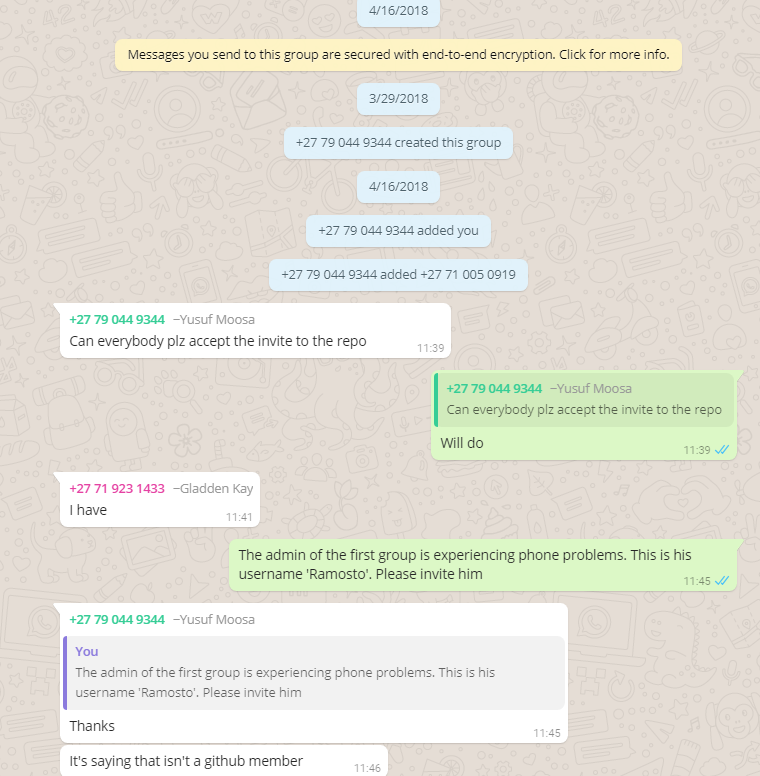 4/16/2018
Messages you send to this group are secured with end-to-end encryption. Click for more info.
3/29/2018
+27 79 044 9344 created this group
4/16/2018
+27 79 044 9344 added you
+27 79 044 9344 added +27 71 005 0919
+27 79 044 9344 ~Yusuf Moosa
Can everybody plz accept the invite to the repo
11:39
+27 79 044 9344 ~Yusuf Moosa
Can everybody plz accept the invite to the repo
Will do
11:39
+27 71 923 1433 ~Gladden Kay
I have
11:41
The admin of the first group is experiencing phone problems. This is his
username 'Ramosto'. Please invite him
11:45
+27 79 044 9344 ~Yusuf Moosa
You
The admin of the first group is experiencing phone problems. This is his
username 'Ramosto'. Please invite him
Thanks
11:45
It's saying that isn't a github member
11:46